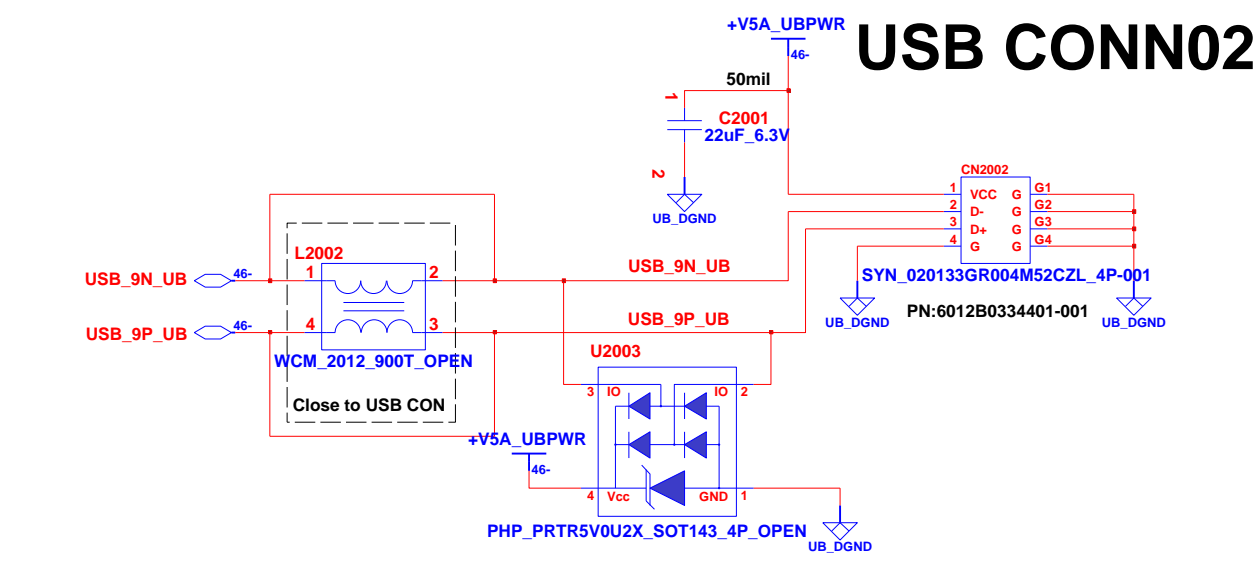 +V5A_UBPWR
USB CONN02
46-
50mil
1
C2001
22uF_6.3V
2
UB_DGND
CN2002
1 VCC G G1
2 D- G G2
3 D+ G G3
4 G G G4
SYN_020133GR004M52CZL_4P-001
PN:6012B0334401-001
UB_DGND
UB_DGND
L2002
USB_9N_UB 46- 1 2 USB_9N_UB
USB_9P_UB 46- 4 3 USB_9P_UB
WCM_2012_900T_OPEN
Close to USB CON
U2003
3 IO IO 2
+V5A_UBPWR
46-
4 Vcc GND 1
PHP_PRTR5V0U2X_SOT143_4P_OPEN
UB_DGND